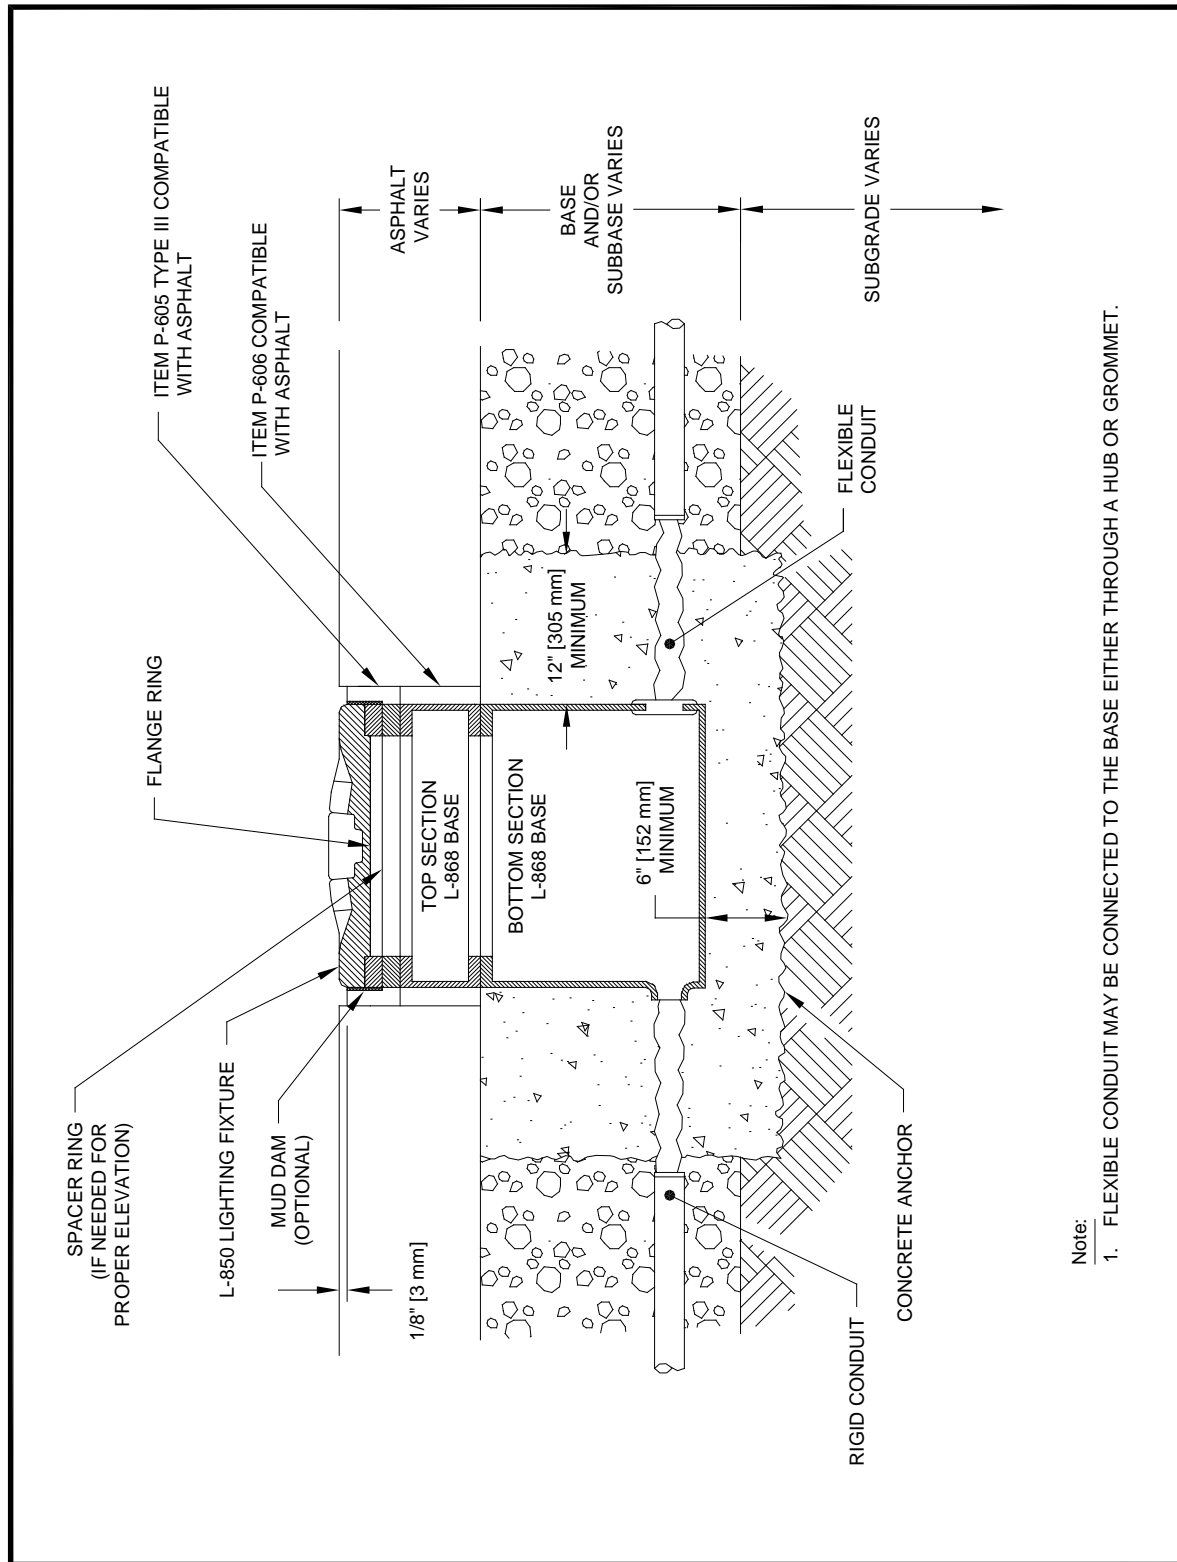 SPACER RING
(IF NEEDED FOR
PROPER ELEVATION)
FLANGE RING
ITEM P-605 TYPE III COMPATIBLE
WITH ASPHALT
L-850 LIGHTING FIXTURE
ITEM P-606 COMPATIBLE
WITH ASPHALT
MUD DAM
(OPTIONAL)
1/8" [3 mm]
ASPHALT
VARIES
TOP SECTION
L-868 BASE
BOTTOM SECTION
L-868 BASE
12" [305 mm]
MINIMUM
BASE
AND/OR
SUBBASE VARIES
6" [152 mm]
MINIMUM
RIGID CONDUIT
CONCRETE ANCHOR
FLEXIBLE
CONDUIT
SUBGRADE VARIES
Note:
1. FLEXIBLE CONDUIT MAY BE CONNECTED TO THE BASE EITHER THROUGH A HUB OR GROMMET.